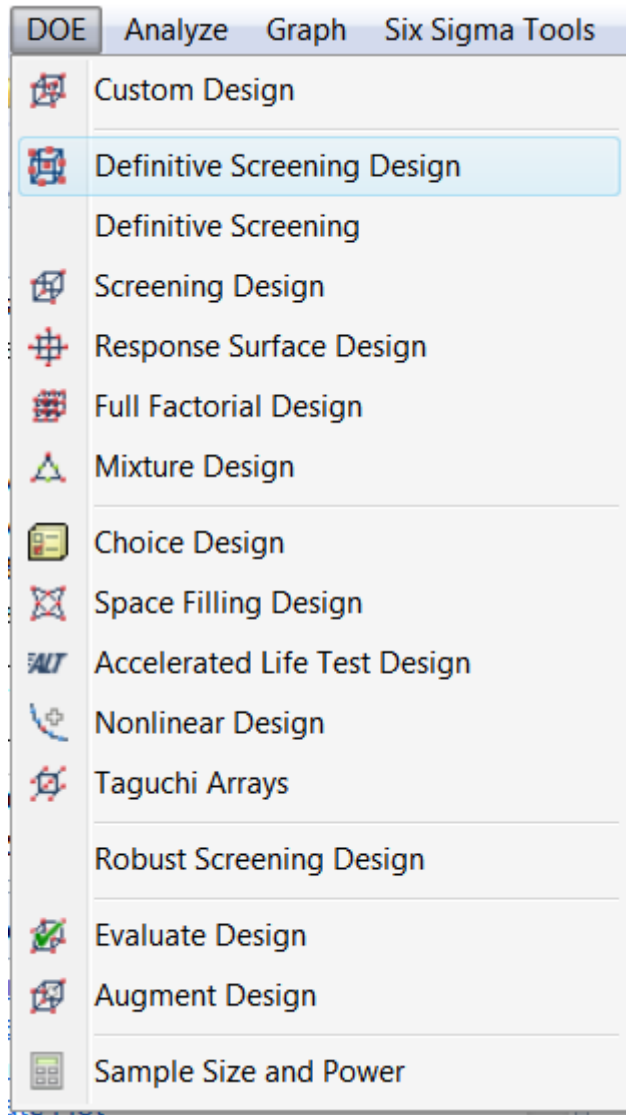 DOE Analyze Graph Six Sigma Tools
Custom Design
Definitive Screening Design
Definitive Screening
Screening Design
Response Surface Design
Full Factorial Design
Mixture Design
Choice Design
Space Filling Design
ALT Accelerated Life Test Design
Nonlinear Design
Taguchi Arrays
Robust Screening Design
Evaluate Design
Augment Design
Sample Size and Power